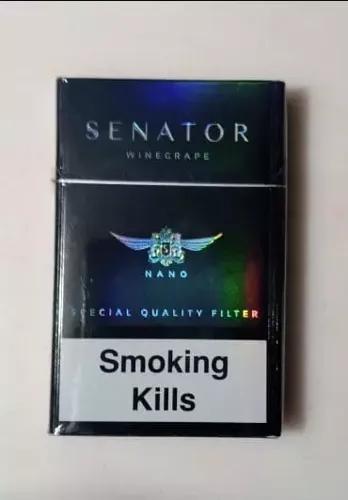 SENATOR
WINEGRAPE
S
NANO
SPECIAL QUALITY FILTER
Smoking
Kills